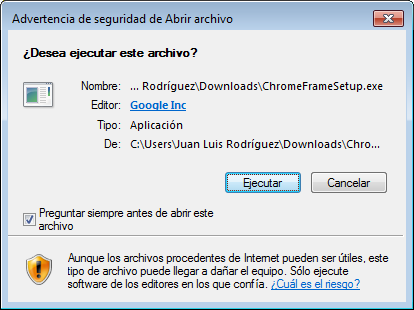 Advertencia de seguridad de Abrir archivo
¿Desea ejecutar este archivo?
Nombre: ... Rodríguez\Downloads\ChromeFrameSetup.exe
Editor: Google Inc
Tipo: Aplicación
De: C:\Users\Juan Luis Rodríguez\Downloads\Chro...
Ejecutar Cancelar
Preguntar siempre antes de abrir este
archivo
Aunque los archivos procedentes de Internet pueden ser útiles, este
tipo de archivo puede llegar a dañar el equipo. Sólo ejecute
software de los editores en los que confía. ¿Cuál es el riesgo?